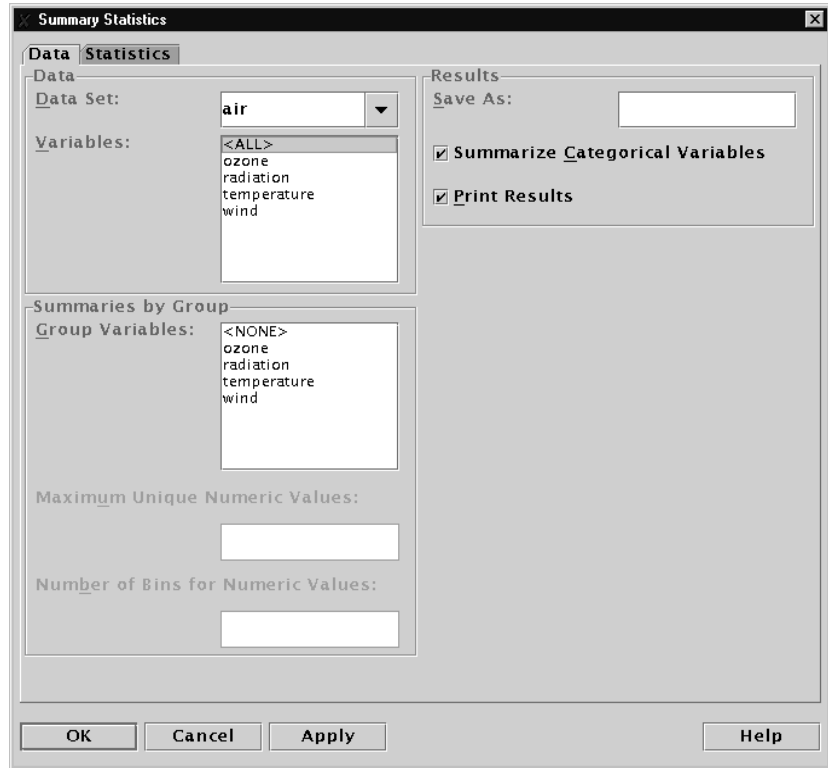 Summary Statistics
Data Statistics
Data
Data Set:
air
Variables:
<ALL>
ozone
radiation
temperature
wind
Summaries by Group
Group Variables:
<NONE>
ozone
radiation
temperature
wind
Maximum Unique Numeric Values:
Number of Bins for Numeric Values:
Results
Save As:
Summarize Categorical Variables
Print Results
OK Cancel Apply Help